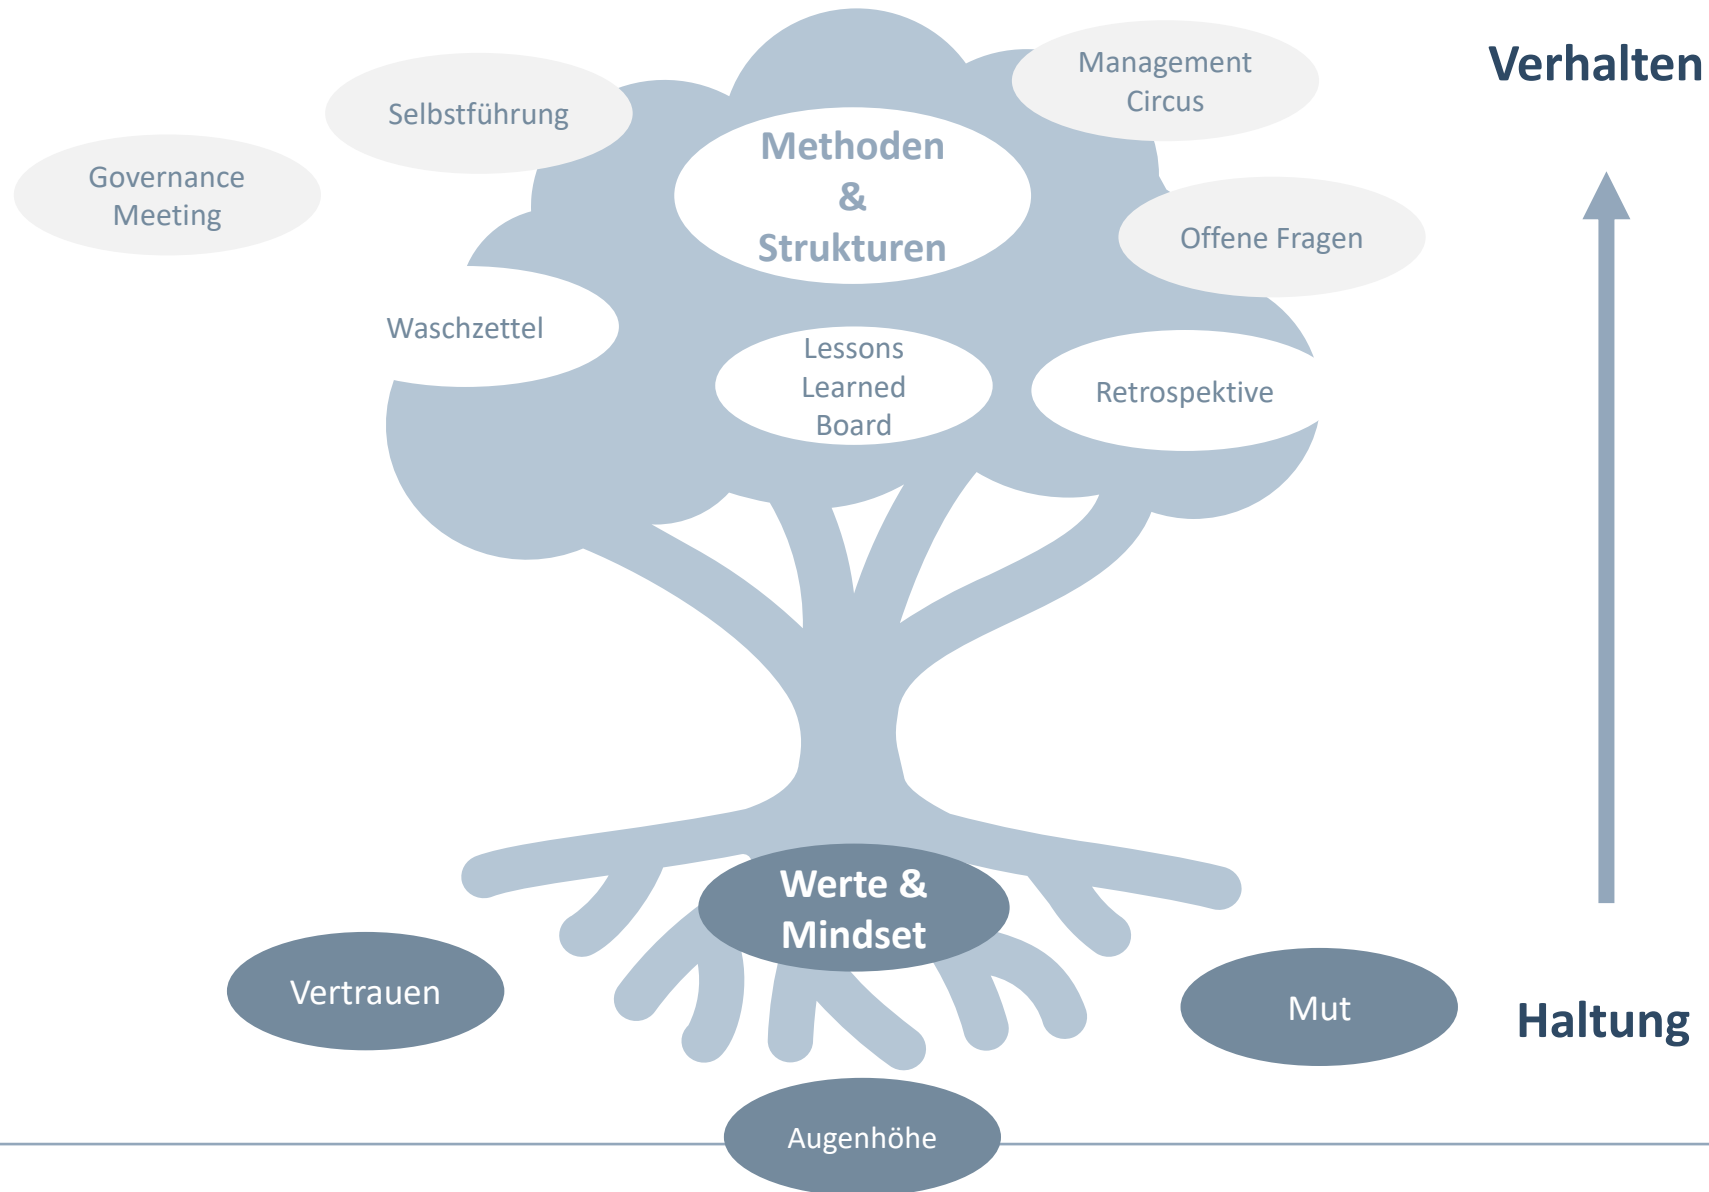 Verhalten
Management
Circus
Selbstführung
Methoden
&
Strukturen
Governance
Meeting
Offene Fragen
Waschzettel
Lessons
Learned
Board
Retrospektive
Werte &
Mindset
Vertrauen
Mut
Haltung
Augenhöhe